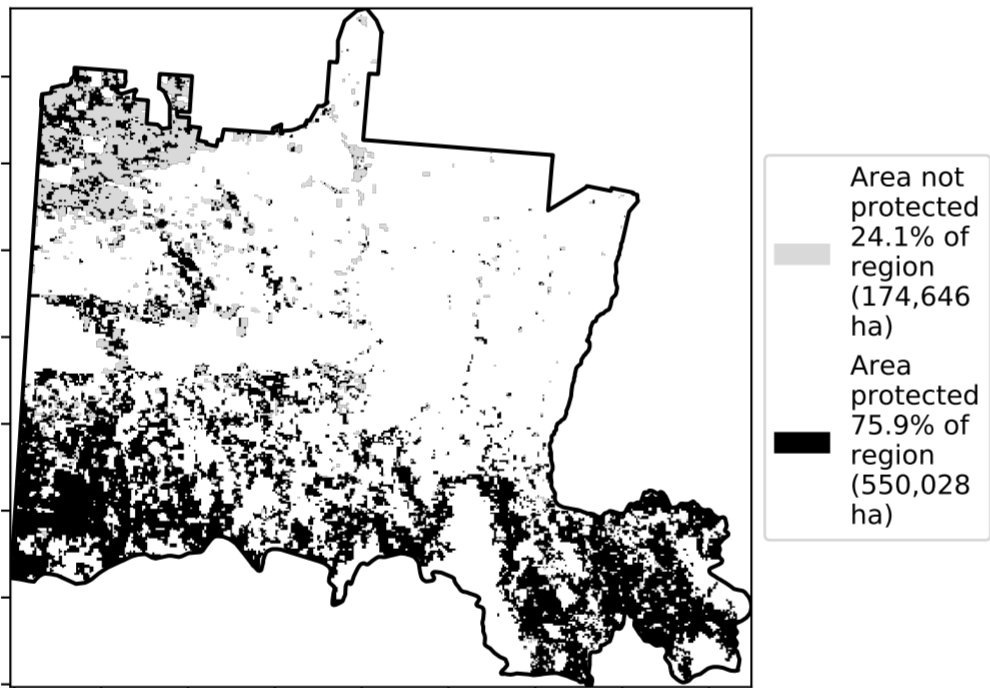 Area not
protected
24.1% of
region
(174,646
ha)
Area
protected
75.9% of
region
(550,028
ha)